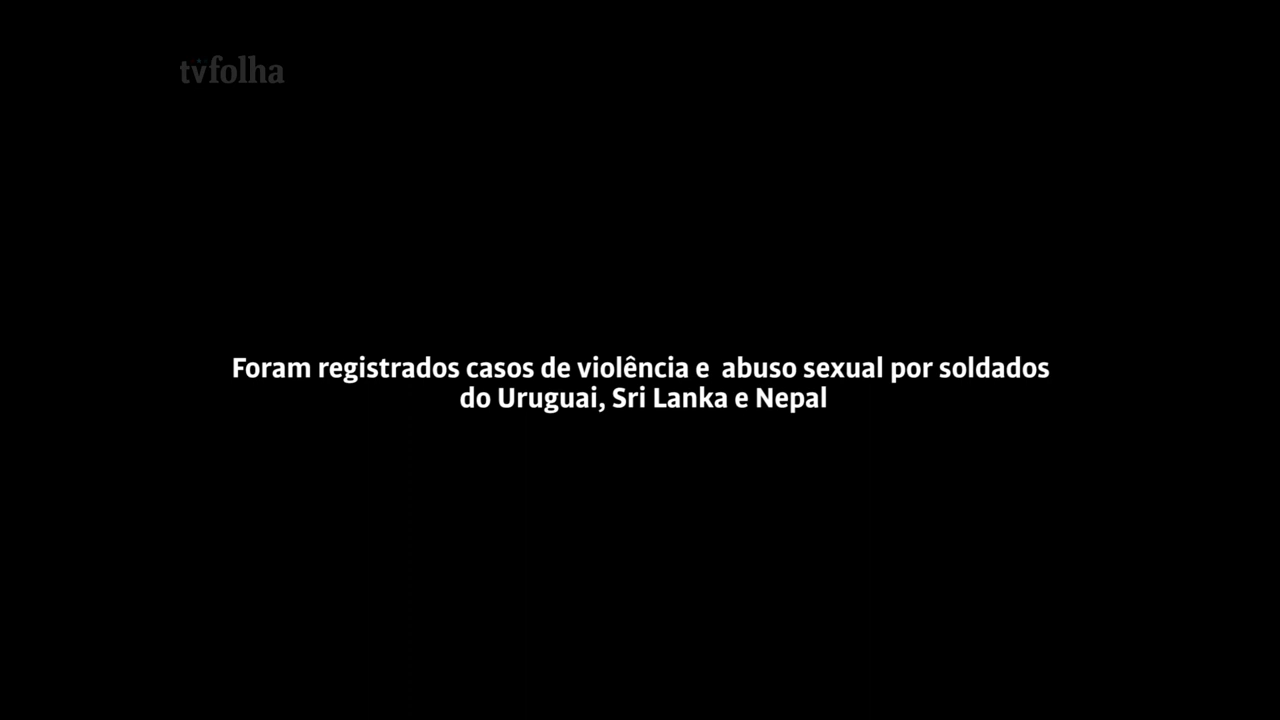 tvfolha
Foram registrados casos de violência e  abuso sexual por soldados
do Uruguai, Sri Lanka e Nepal